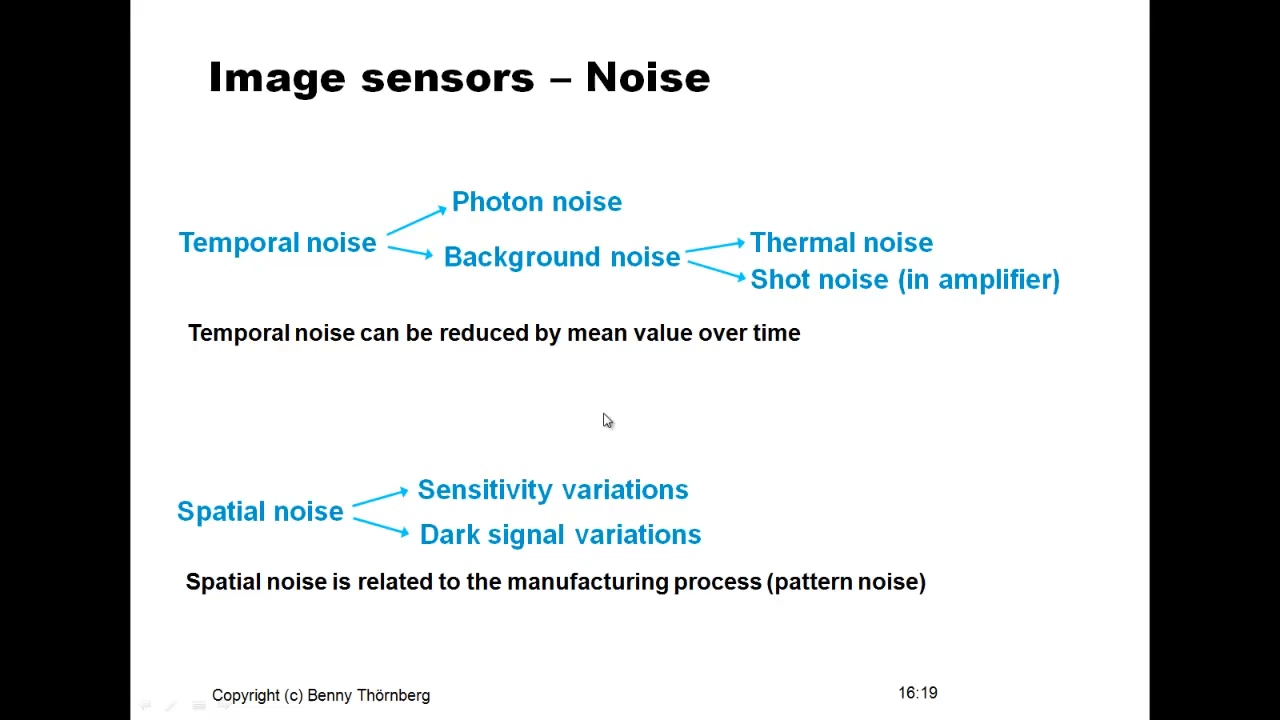 Image sensors – Noise
Photon noise
Temporal noise
Background noise
Thermal noise
Shot noise (in amplifier)
Temporal noise can be reduced by mean value over time
Sensitivity variations
Spatial noise
Dark signal variations
Spatial noise is related to the manufacturing process (pattern noise)
Copyright (c) Benny Thörnberg
16:19